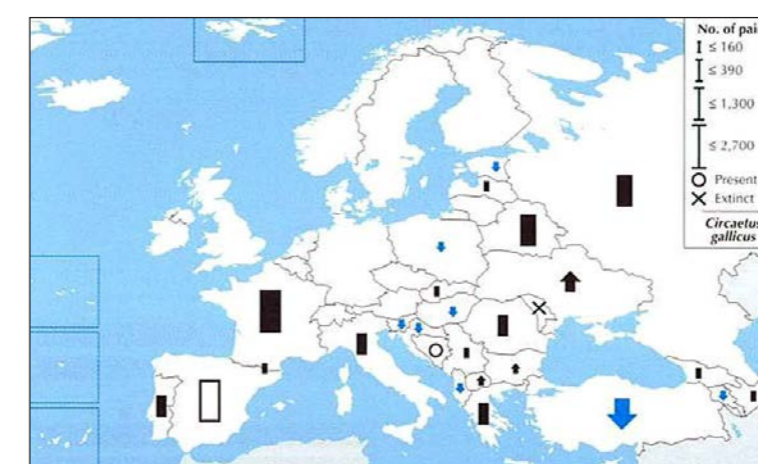 No. of pai
≤ 160
≤ 390
≤ 1,300
≤ 2,700
Present
Extinct
Circaetus
gallicus